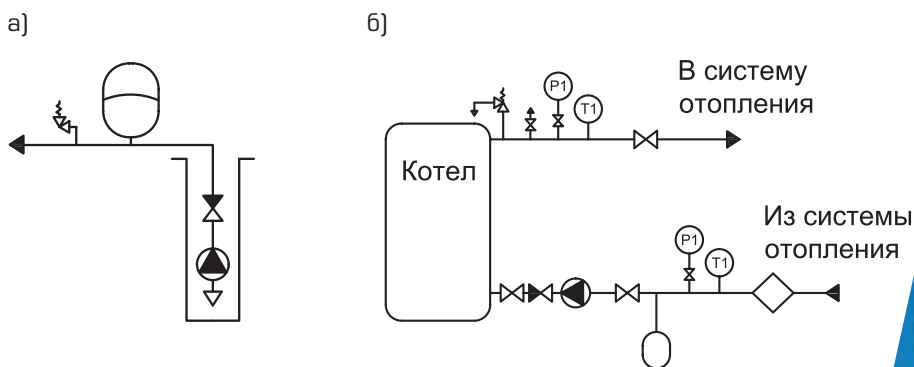 а)
б)
В систему
отопления
P1
T1
Котел
Из системы
отопления
P1
T1